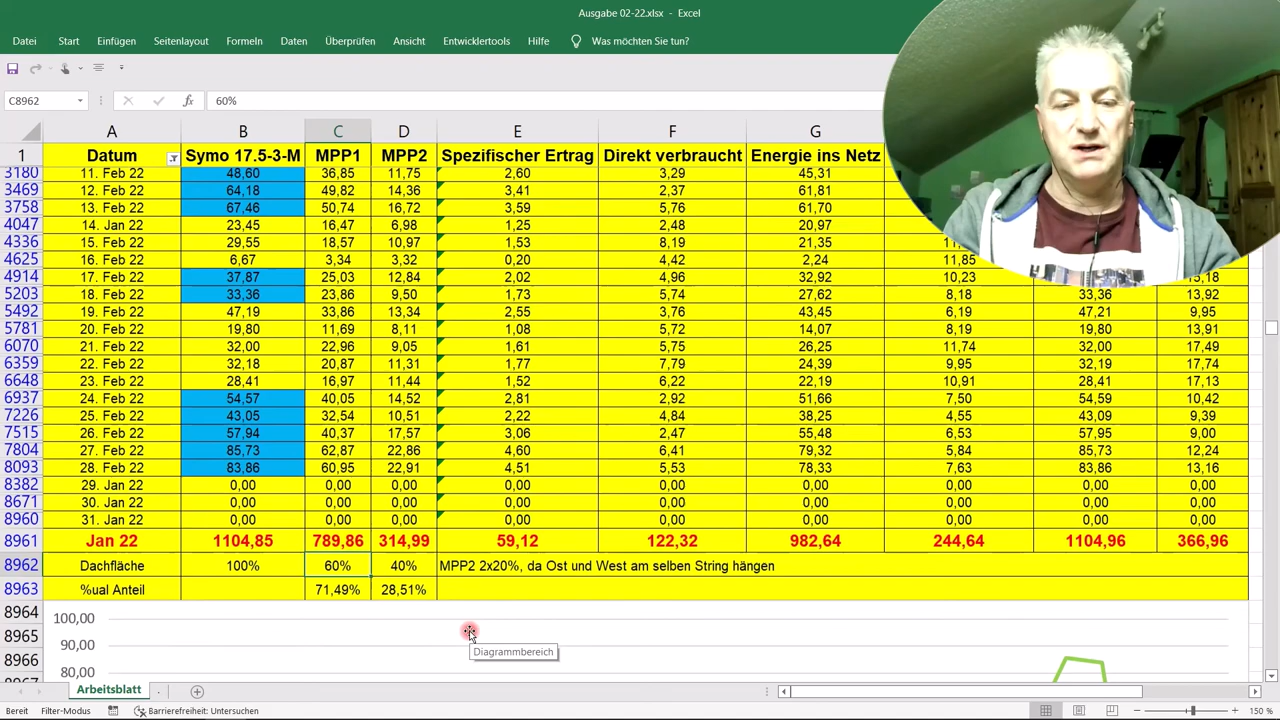 Ausgabe 02-22.xlsx - Excel
Datei Start Einfügen Seitenlayout Formeln Daten Überprüfen Ansicht Entwicklertools Hilfe Was möchten Sie tun?
C8962 fx 60%
A B C D E F G
1 Datum Symo 17.5-3-M MPP1 MPP2 Spezifischer Ertrag Direkt verbraucht Energie ins Netz
3180 11. Feb 22 48,60 36,85 11,75 2,60 3,29 45,31
3469 12. Feb 22 64,18 49,82 14,36 3,41 2,37 61,81
3758 13. Feb 22 67,46 50,74 16,72 3,59 5,76 61,70
4047 14. Jan 22 23,45 16,47 6,98 1,25 2,48 20,97
4336 15. Feb 22 29,55 18,57 10,97 1,53 8,19 21,35
4625 16. Feb 22 6,67 3,34 3,32 0,20 4,42 2,24 11,85
4914 17. Feb 22 37,87 25,03 12,84 2,02 4,96 32,92 10,23 15,18
5203 18. Feb 22 33,36 23,86 9,50 1,73 5,74 27,62 8,18 33,36 13,92
5492 19. Feb 22 47,19 33,86 13,34 2,55 3,76 43,45 6,19 47,21 9,95
5781 20. Feb 22 19,80 11,69 8,11 1,08 5,72 14,07 8,19 19,80 13,91
6070 21. Feb 22 32,00 22,96 9,05 1,61 5,75 26,25 11,74 32,00 17,49
6359 22. Feb 22 32,18 20,87 11,31 1,77 7,79 24,39 9,95 32,19 17,74
6648 23. Feb 22 28,41 16,97 11,44 1,52 6,22 22,19 10,91 28,41 17,13
6937 24. Feb 22 54,57 40,05 14,52 2,81 2,92 51,66 7,50 54,59 10,42
7226 25. Feb 22 43,05 32,54 10,51 2,22 4,84 38,25 4,55 43,09 9,39
7515 26. Feb 22 57,94 40,37 17,57 3,06 2,47 55,48 6,53 57,95 9,00
7804 27. Feb 22 85,73 62,87 22,86 4,60 6,41 79,32 5,84 85,73 12,24
8093 28. Feb 22 83,86 60,95 22,91 4,51 5,53 78,33 7,63 83,86 13,16
8382 29. Jan 22 0,00 0,00 0,00 0,00 0,00 0,00 0,00 0,00 0,00
8671 30. Jan 22 0,00 0,00 0,00 0,00 0,00 0,00 0,00 0,00 0,00
8960 31. Jan 22 0,00 0,00 0,00 0,00 0,00 0,00 0,00 0,00 0,00
8961 Jan 22 1104,85 789,86 314,99 59,12 122,32 982,64 244,64 1104,96 366,96
8962 Dachfläche 100% 60% 40% MPP2 2x20%, da Ost und West am selben String hängen
8963 %ual Anteil 71,49% 28,51%
8964 100,00
8965 90,00
Diagrammbereich
8966 80,00
Arbeitsblatt
Bereit Filter-Modus Barrierefreiheit: Untersuchen 150 %